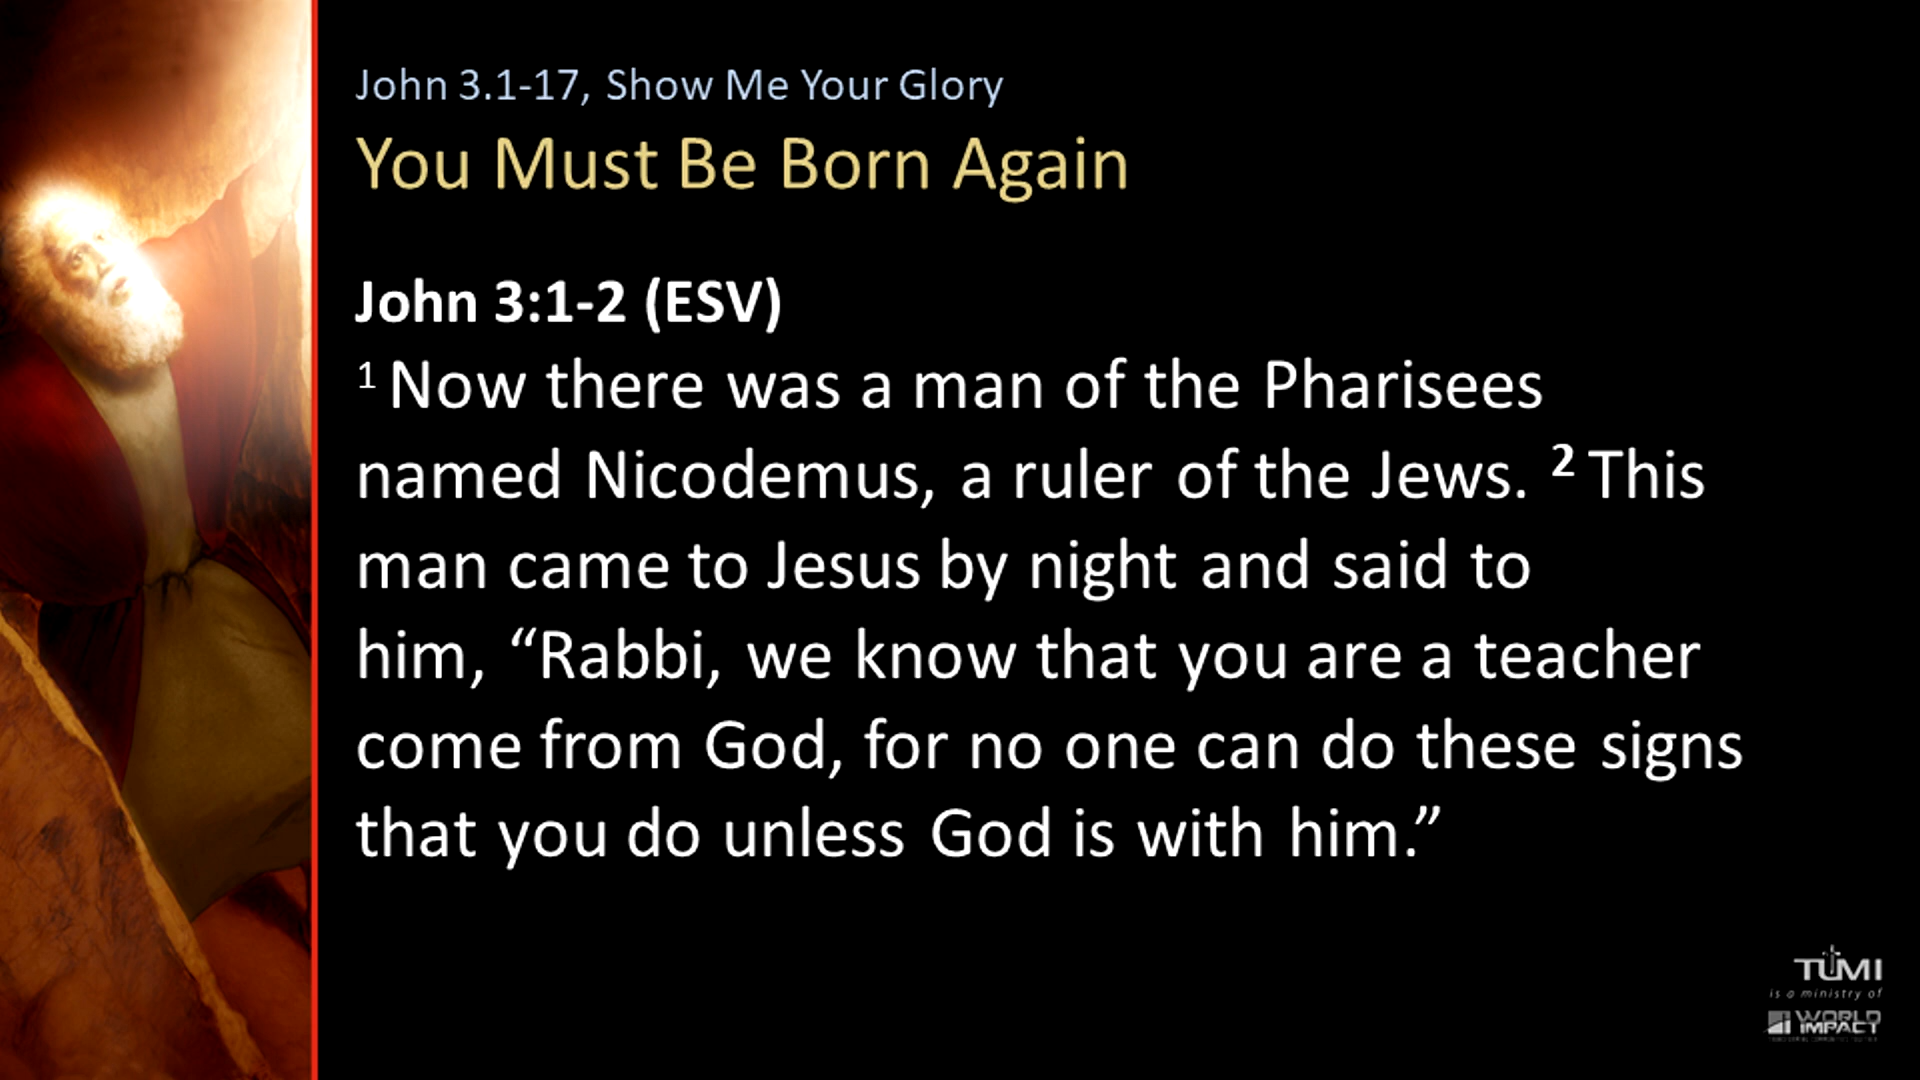 John 3.1-17, Show Me Your Glory
You Must Be Born Again
John 3:1-2 (ESV)
1 Now there was a man of the Pharisees
named Nicodemus, a ruler of the Jews. 2 This
man came to Jesus by night and said to
him, “Rabbi, we know that you are a teacher
come from God, for no one can do these signs
that you do unless God is with him.”
TUMI
is a ministry of
WORLD
IMPACT